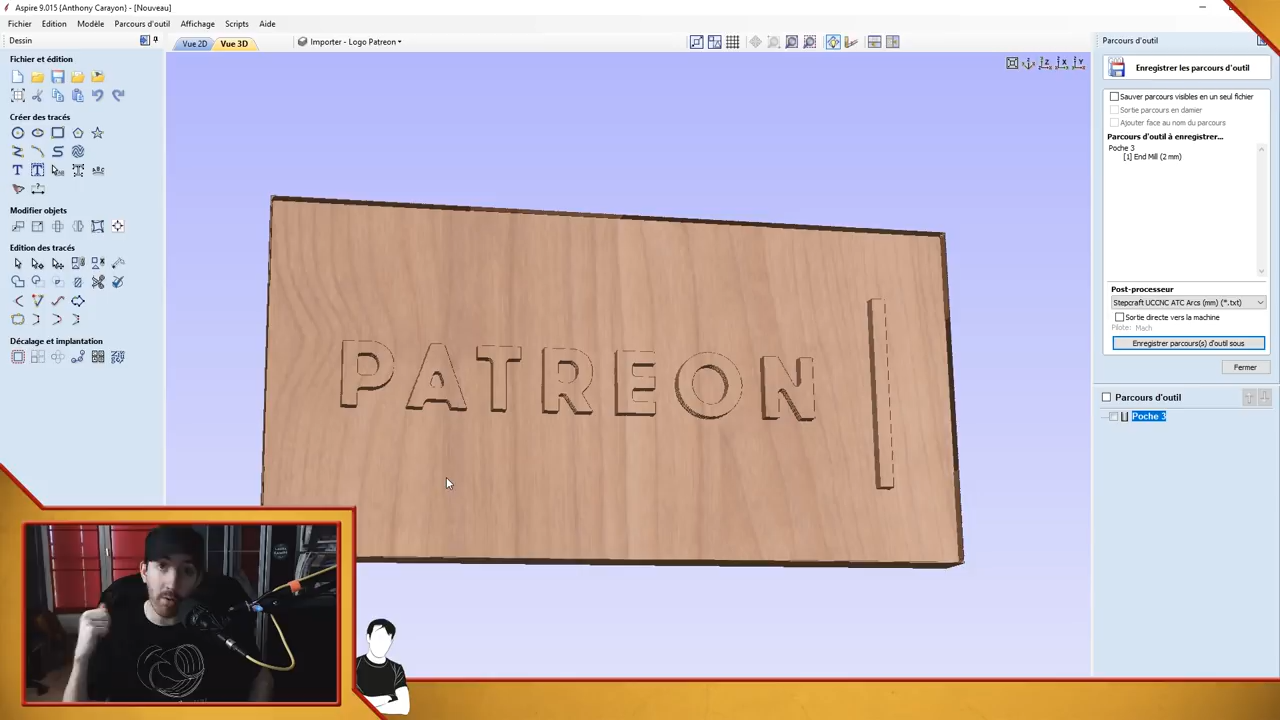 Aspire 9.015 (Anthony Carayon) - [Nouveau]
Fichier Edition Modèle Parcours d'outil Affichage Scripts Aide
Dessin
Vue 2D Vue 3D Importer - Logo Patreon
Fichier et édition
Créer des tracés
Modifier objets
Edition des tracés
Décalage et implantation
PATREON
Parcours d'outil
Enregistrer les parcours d'outil
Sauver parcours visibles en un seul fichier
Sortie parcours en damier
Ajouter face au nom du parcours
Parcours d'outil à enregistrer...
Poche 3
[1] End Mill (2 mm)
Post-processeur
Stepcraft UCCNC ATC Arcs (mm) (*.txt)
Sortie directe vers la machine
Pilote: Mach
Enregistrer parcours(s) d'outil sous
Fermer
Parcours d'outil
Poche 3